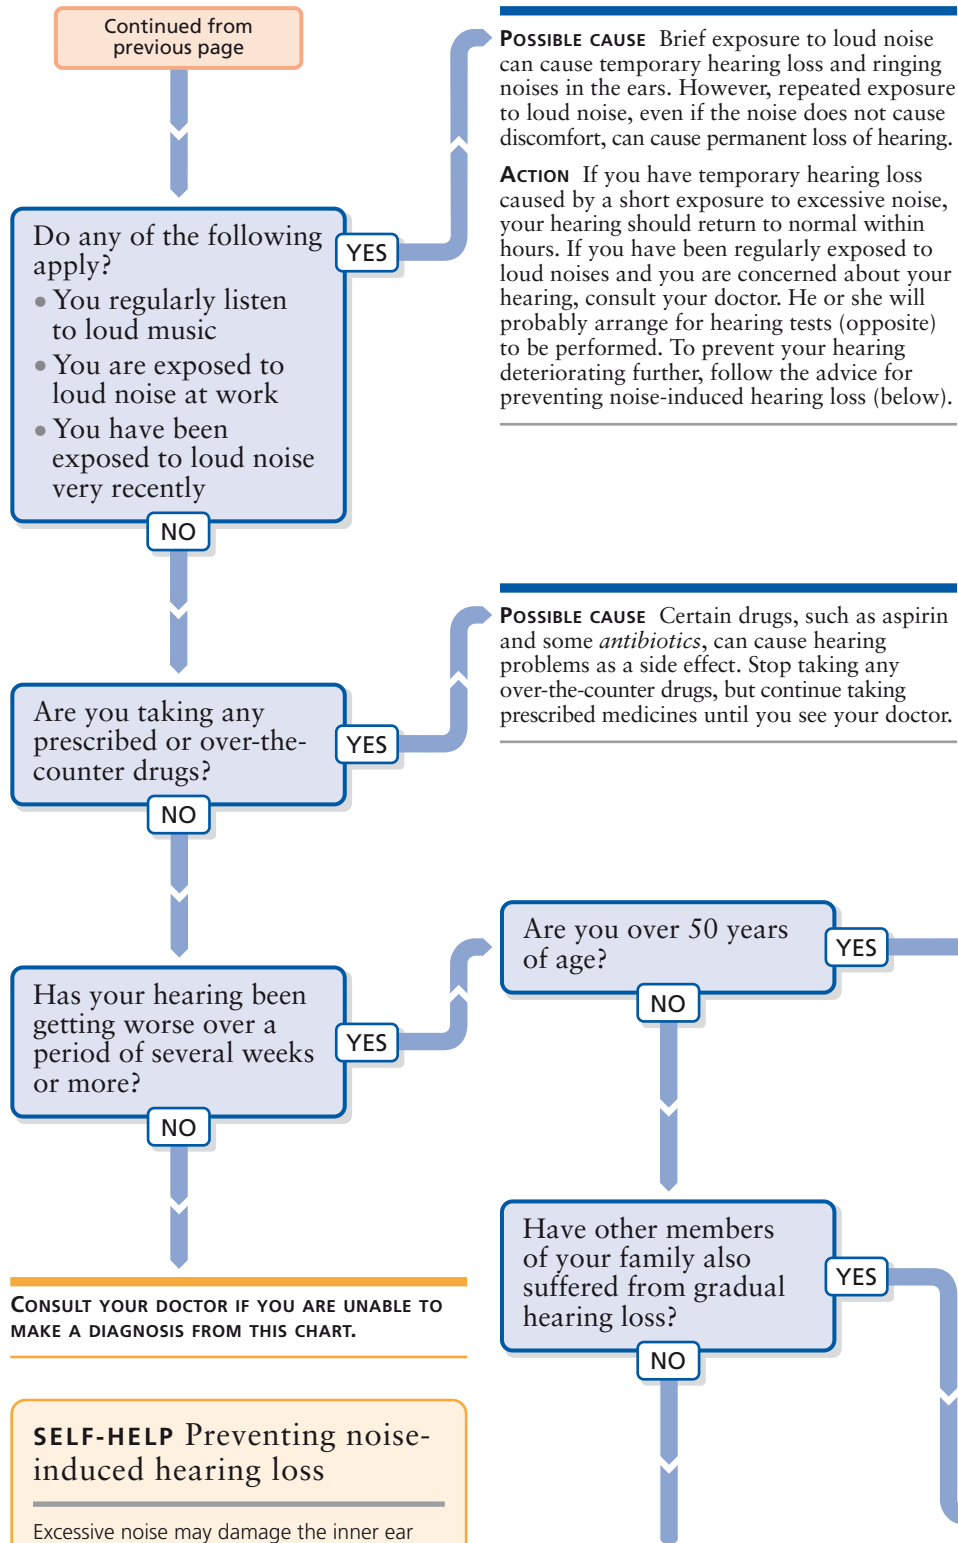 Continued from
previous page
POSSIBLE CAUSE Brief exposure to loud noise
can cause temporary hearing loss and ringing
noises in the ears. However, repeated exposure
to loud noise, even if the noise does not cause
discomfort, can cause permanent loss of hearing.
ACTION If you have temporary hearing loss
caused by a short exposure to excessive noise,
your hearing should return to normal within
hours. If you have been regularly exposed to
loud noises and you are concerned about your
hearing, consult your doctor. He or she will
probably arrange for hearing tests (opposite)
to be performed. To prevent your hearing
deteriorating further, follow the advice for
preventing noise-induced hearing loss (below).
Do any of the following
apply?
• You regularly listen
to loud music
• You are exposed to
loud noise at work
• You have been
exposed to loud noise
very recently
YES
NO
POSSIBLE CAUSE Certain drugs, such as aspirin
and some antibiotics, can cause hearing
problems as a side effect. Stop taking any
over-the-counter drugs, but continue taking
prescribed medicines until you see your doctor.
Are you taking any
prescribed or over-the-
counter drugs?
YES
NO
Has your hearing been
getting worse over a
period of several weeks
or more?
YES
NO
Are you over 50 years
of age?
YES
NO
Have other members
of your family also
suffered from gradual
hearing loss?
YES
NO
CONSULT YOUR DOCTOR IF YOU ARE UNABLE TO
MAKE A DIAGNOSIS FROM THIS CHART.
SELF-HELP Preventing noise-
induced hearing loss
Excessive noise may damage the inner ear